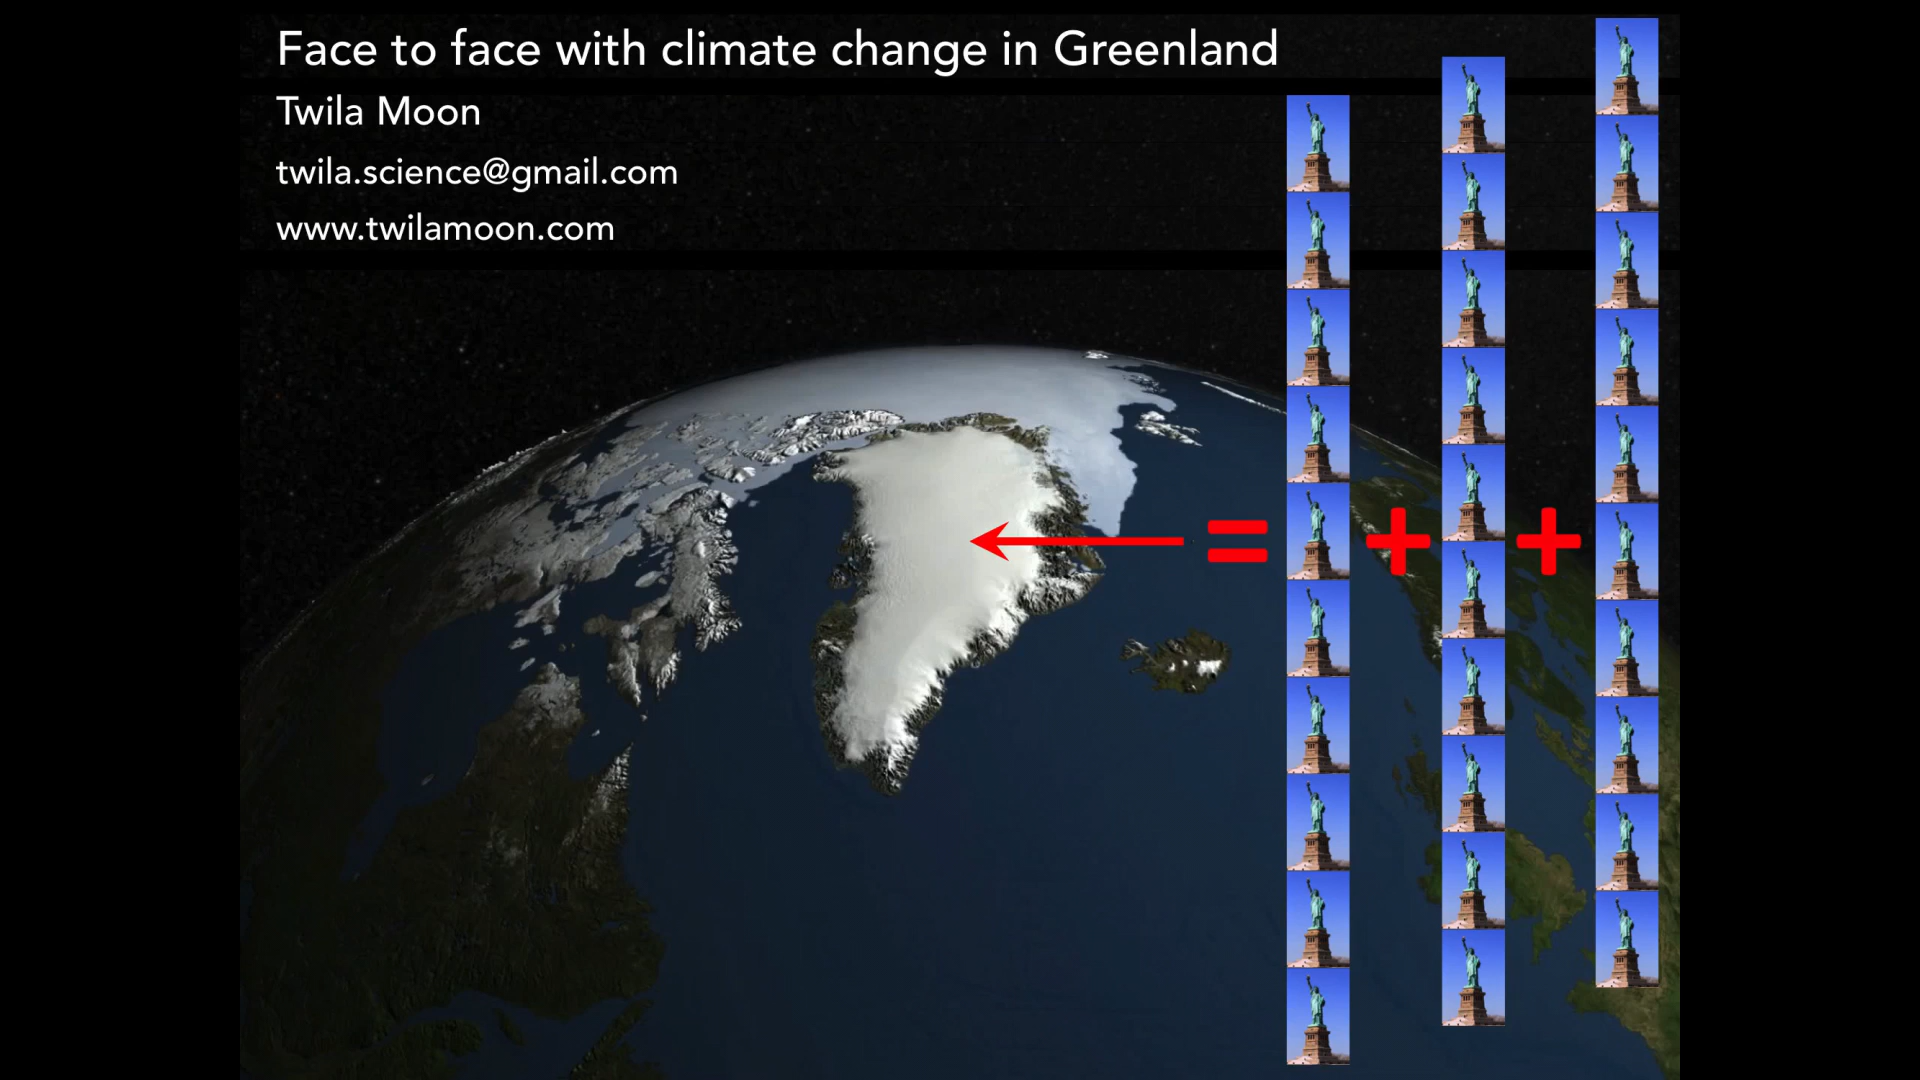 Face to face with climate change in Greenland
Twila Moon
twila.science@gmail.com
www.twilamoon.com
= + +